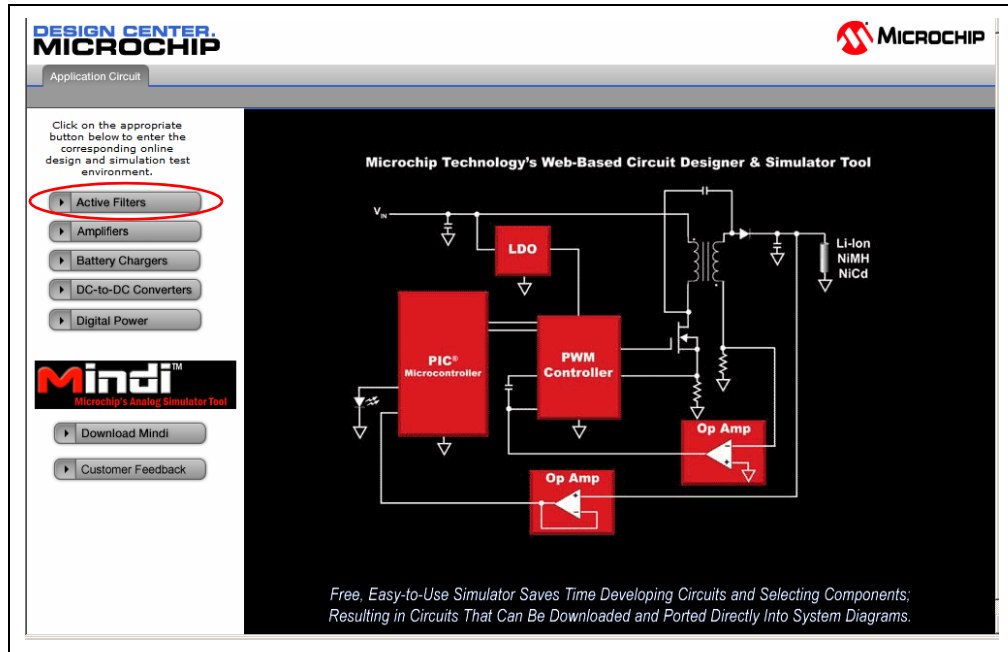 DESIGN CENTER.
MICROCHIP
MICROCHIP
Application Circuit
Click on the appropriate
button below to enter the
corresponding online
design and simulation test
environment.
Active Filters
Amplifiers
Battery Chargers
DC-to-DC Converters
Digital Power
Mindi™
Microchip's Analog Simulator Tool
Download Mindi
Customer Feedback
Microchip Technology's Web-Based Circuit Designer & Simulator Tool
VIN
LDO
Li-Ion
NiMH
NiCd
PIC®
Microcontroller
PWM
Controller
Op Amp
Op Amp
Free, Easy-to-Use Simulator Saves Time Developing Circuits and Selecting Components;
Resulting in Circuits That Can Be Downloaded and Ported Directly Into System Diagrams.